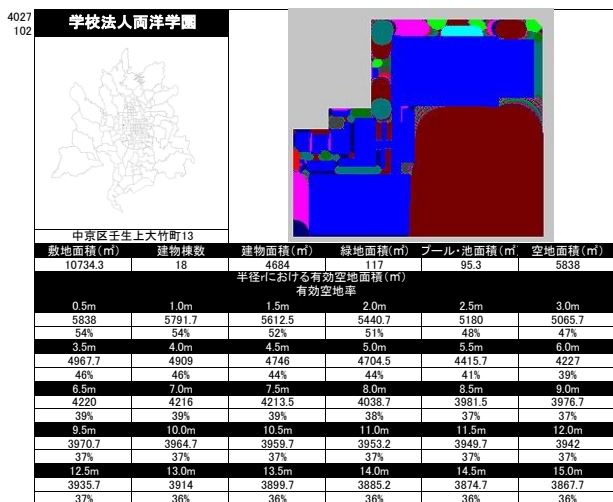 4027
102
学校法人両洋学園
中京区壬生上大竹町13
敷地面積(㎡) 建物棟数 建物面積(㎡) 緑地面積(㎡) プール・池面積(㎡) 空地面積(㎡)
10734.3 18 4684 117 95.3 5838
半径rにおける有効空地面積(㎡)
有効空地率
0.5m 1.0m 1.5m 2.0m 2.5m 3.0m
5838 5791.7 5612.5 5440.7 5180 5065.7
54% 54% 52% 51% 48% 47%
3.5m 4.0m 4.5m 5.0m 5.5m 6.0m
4967.7 4909 4746 4704.5 4415.7 4227
46% 46% 44% 44% 41% 39%
6.5m 7.0m 7.5m 8.0m 8.5m 9.0m
4220 4216 4213.5 4038.7 3981.5 3976.7
39% 39% 39% 38% 37% 37%
9.5m 10.0m 10.5m 11.0m 11.5m 12.0m
3970.7 3964.7 3959.7 3953.2 3949.7 3942
37% 37% 37% 37% 37% 37%
12.5m 13.0m 13.5m 14.0m 14.5m 15.0m
3935.7 3914 3899.7 3885.2 3874.7 3867.7
37% 36% 36% 36% 36% 36%